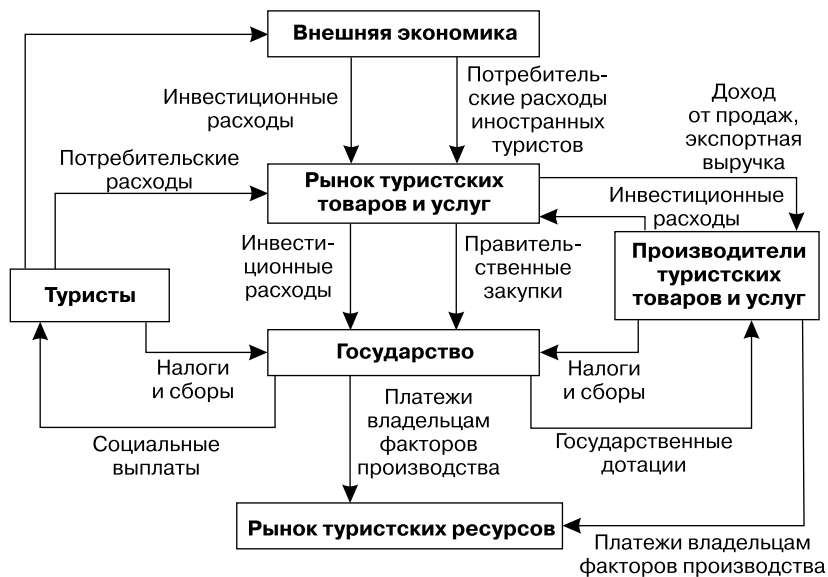 Внешняя экономика
Инвестиционные
расходы
Потребитель-
ские расходы
иностранных
туристов
Доход
от продаж,
экспортная
выручка
Потребительские
расходы
Рынок туристских
товаров и услуг
Инвестиционные
расходы
Инвести-
ционные
расходы
Правитель-
ственные
закупки
Производители
туристских
товаров и услуг
Туристы
Налоги
и сборы
Государство
Налоги
и сборы
Социальные
выплаты
Платежи
владельцам
факторов
производства
Государственные
дотации
Рынок туристских ресурсов
Платежи владельцам
факторов производства